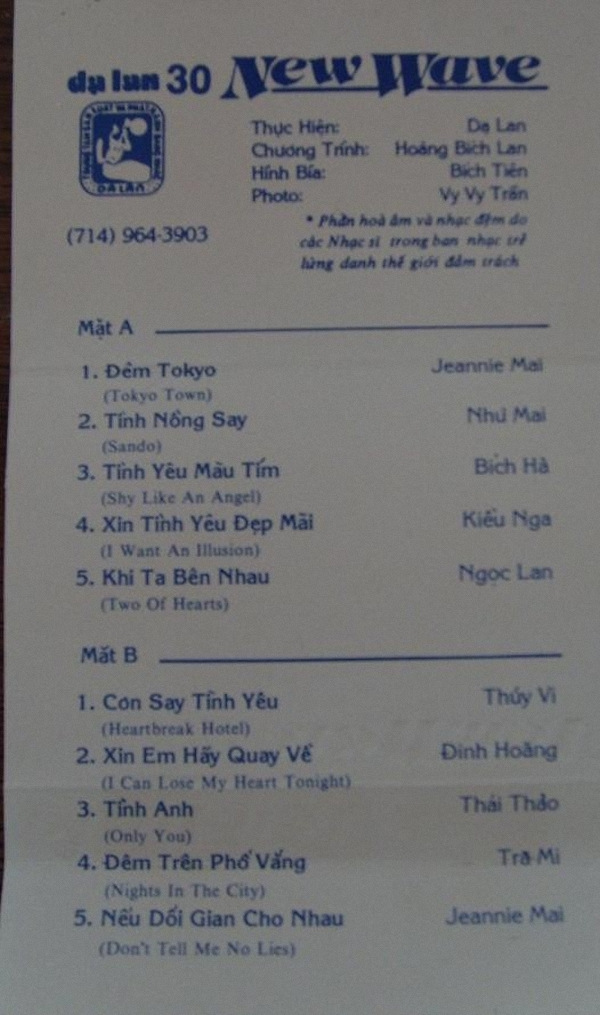 dạ lan 30 New Wave
DẠ LAN
(714) 964-3903
Thực Hiện: Dạ Lan
Chương Trình: Hoàng Bích Lan
Hình Bìa: Bích Tiên
Photo: Vy Vy Trần
* Phần hoà âm và nhạc đệm do
các Nhạc sĩ trong ban nhạc trẻ
lừng danh thế giới đảm trách
Mặt A
1. Đêm Tokyo Jeannie Mai
(Tokyo Town)
2. Tình Nồng Say Như Mai
(Sando)
3. Tình Yêu Màu Tím Bích Hà
(Shy Like An Angel)
4. Xin Tình Yêu Đẹp Mãi Kiều Nga
(I Want An Illusion)
5. Khi Ta Bên Nhau Ngọc Lan
(Two Of Hearts)
Mặt B
1. Cơn Say Tình Yêu Thúy Vi
(Heartbreak Hotel)
2. Xin Em Hãy Quay Về Đinh Hoàng
(I Can Lose My Heart Tonight)
3. Tình Anh Thái Thảo
(Only You)
4. Đêm Trên Phố Vắng Trà Mi
(Nights In The City)
5. Nếu Dối Gian Cho Nhau Jeannie Mai
(Don't Tell Me No Lies)